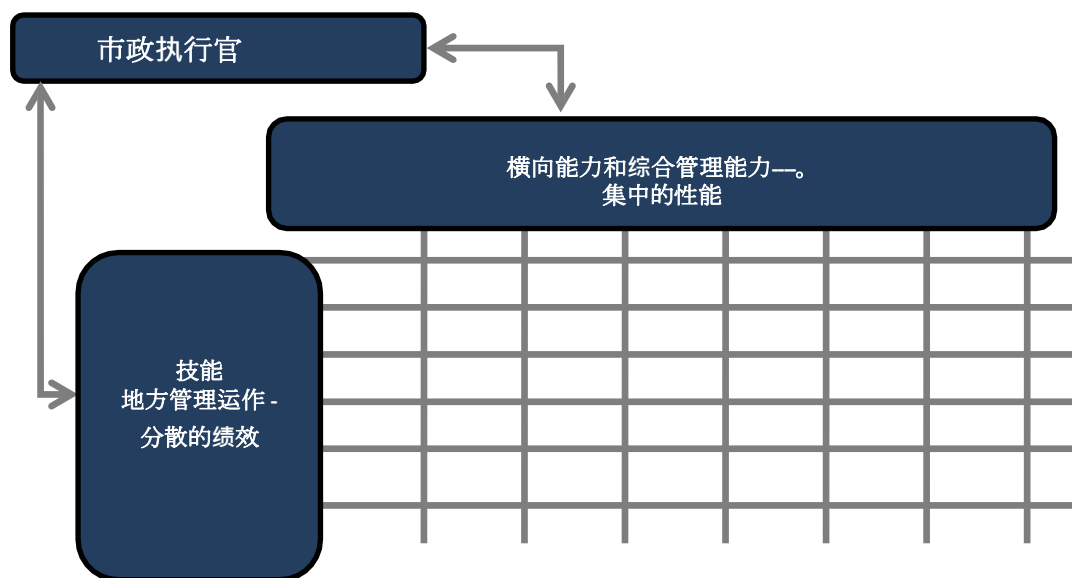 市政执行官
横向能力和综合管理能力—-。
集中的性能
技能
地方管理运作 -
分散的绩效